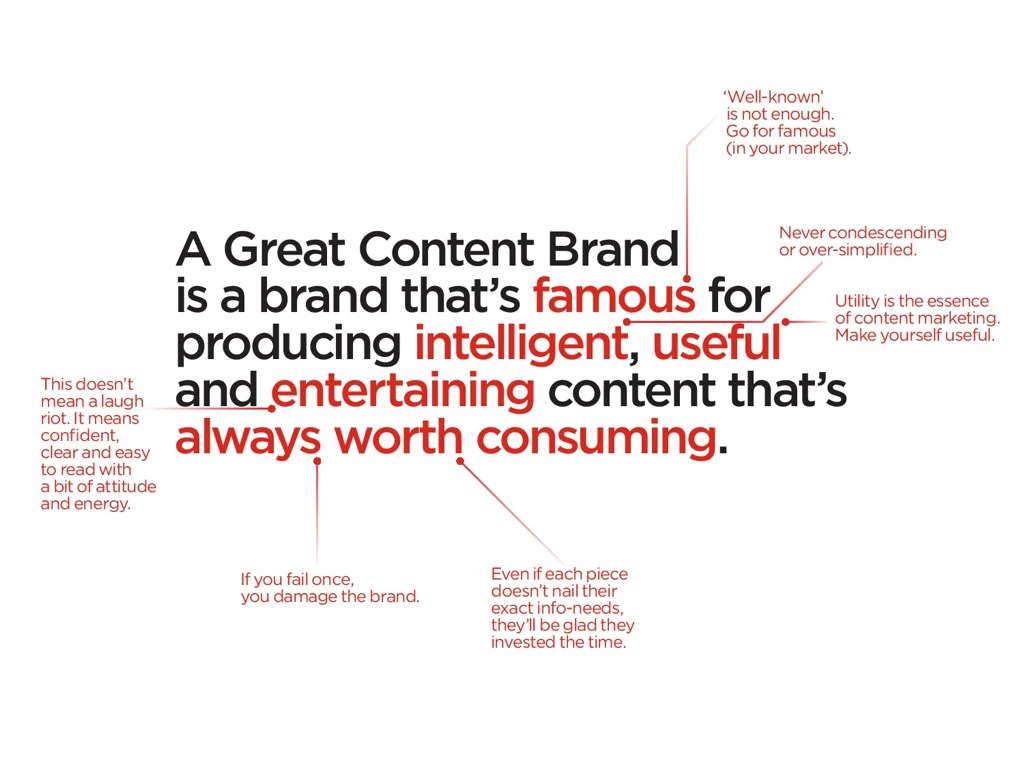 ‘Well-known’
is not enough.
Go for famous
(in your market).
Never condescending
or over-simplified.
Utility is the essence
of content marketing.
Make yourself useful.
A Great Content Brand
is a brand that’s famous for
producing intelligent, useful
and entertaining content that’s
always worth consuming.
This doesn’t
mean a laugh
riot. It means
confident,
clear and easy
to read with
a bit of attitude
and energy.
If you fail once,
you damage the brand.
Even if each piece
doesn’t nail their
exact info-needs,
they’ll be glad they
invested the time.